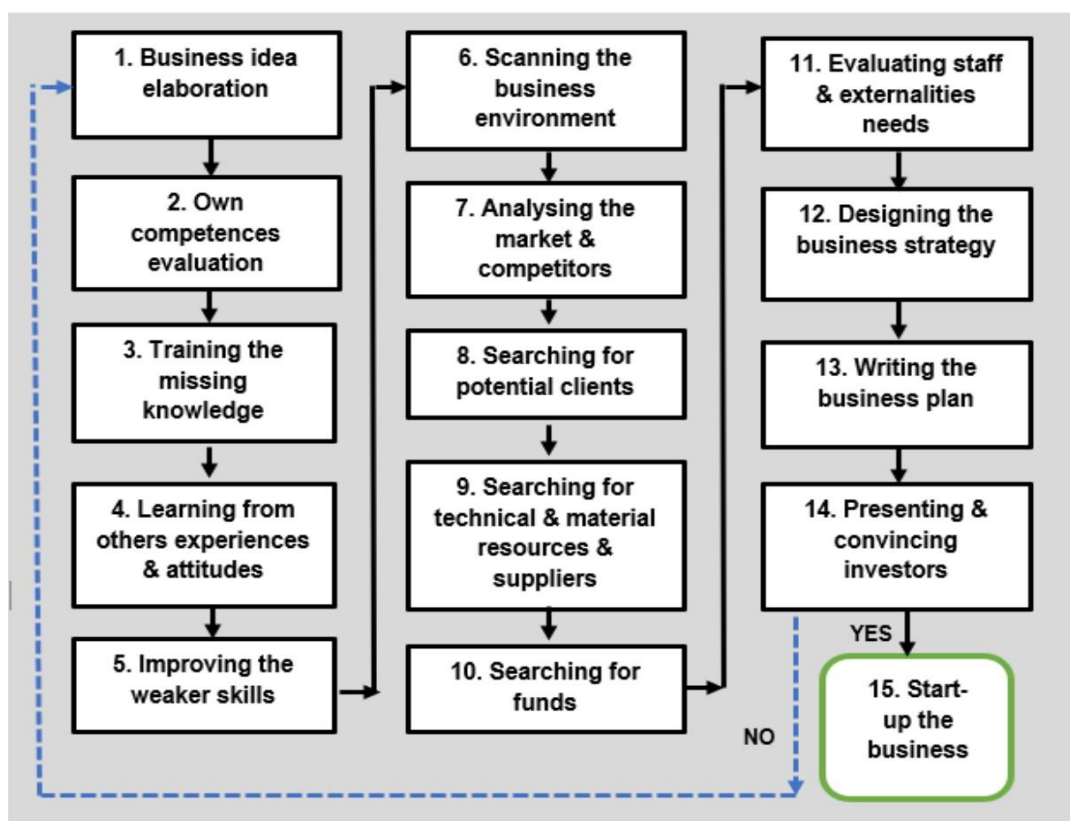 1. Business idea
elaboration
2. Own
competences
evaluation
3. Training the
missing
knowledge
4. Learning from
others experiences
& attitudes
5. Improving the
weaker skills
6. Scanning the
business
environment
7. Analysing the
market &
competitors
8. Searching for
potential clients
9. Searching for
technical & material
resources &
suppliers
10. Searching for
funds
11. Evaluating staff
& externalities
needs
12. Designing the
business strategy
13. Writing the
business plan
14. Presenting &
convincing
investors
YES
NO
15. Start-
up the
business